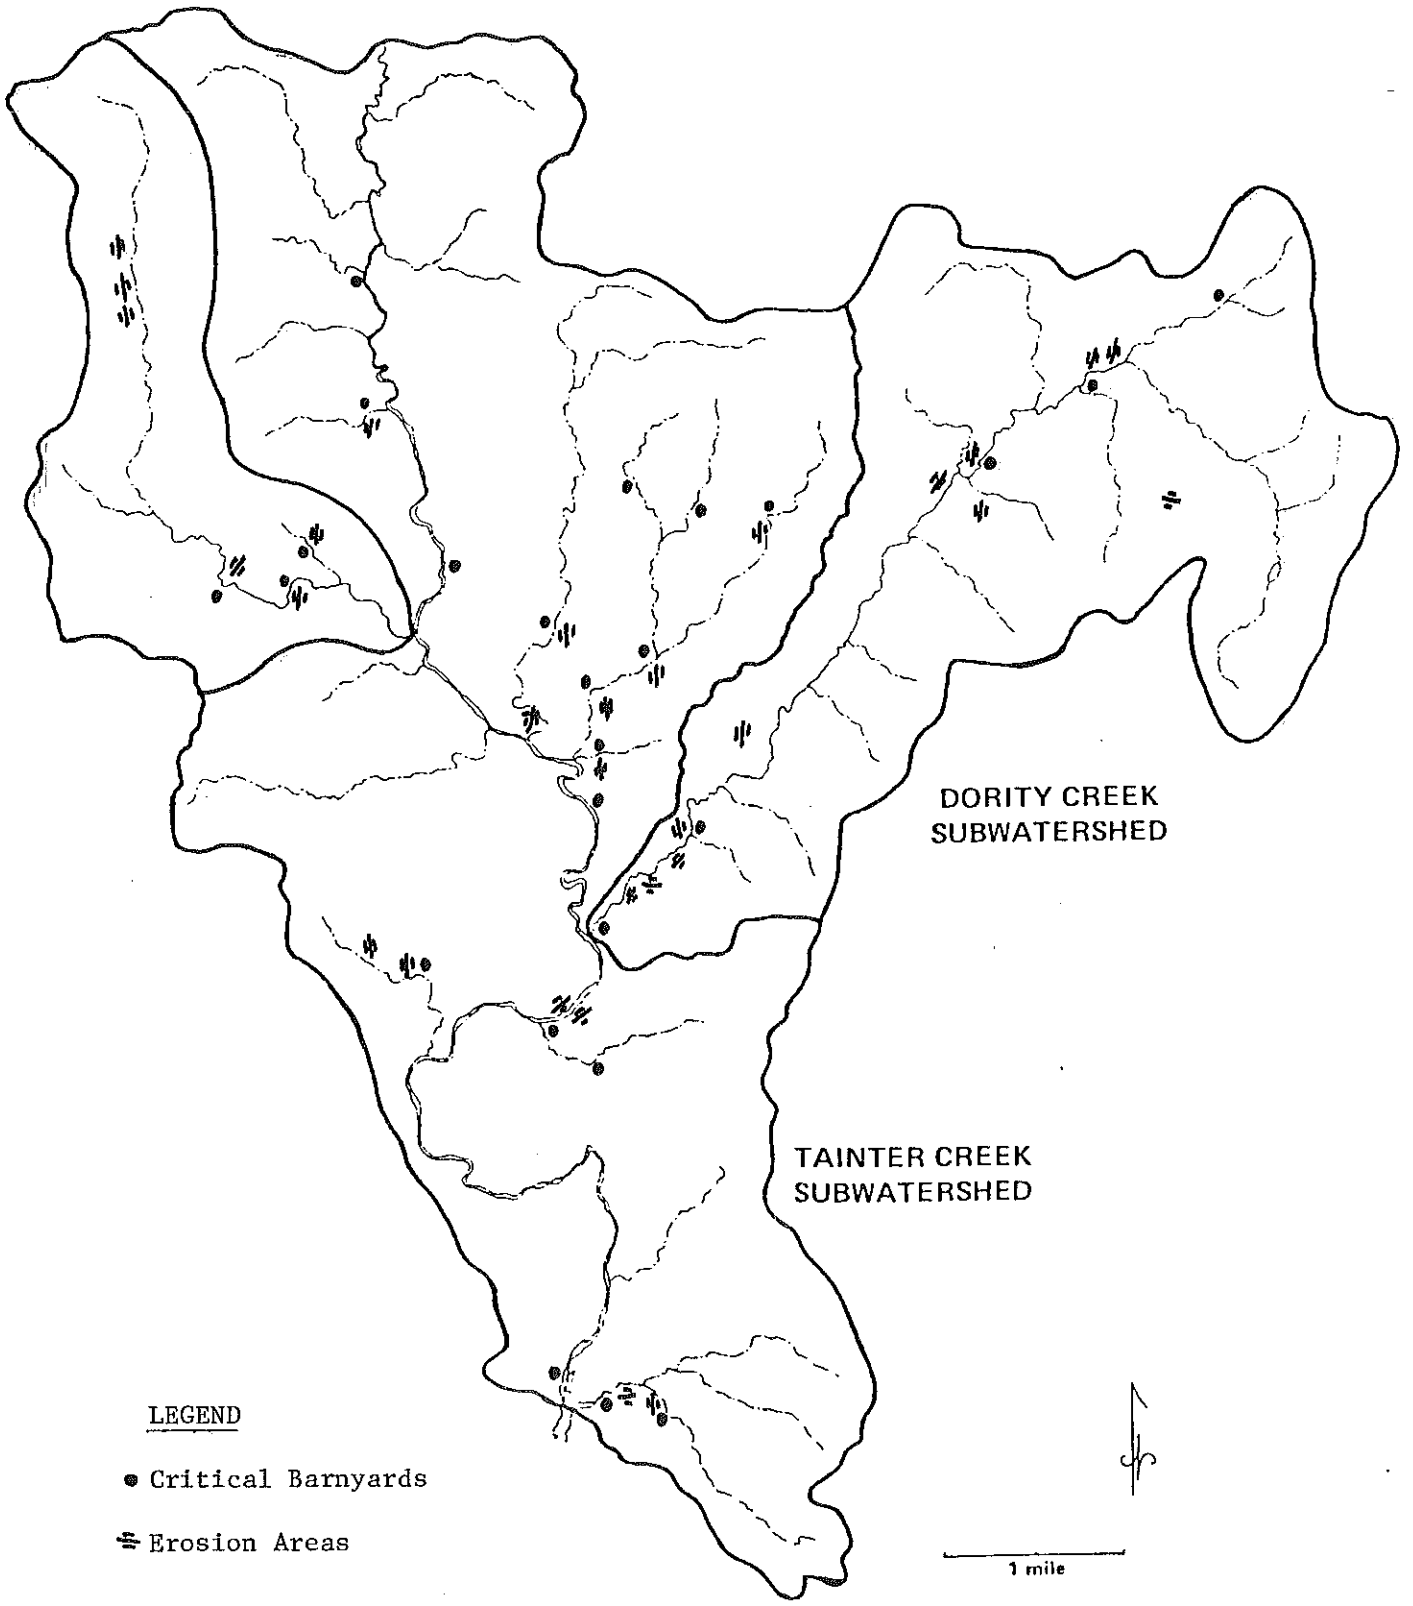 DORITY CREEK
SUBWATERSHED
TAINTER CREEK
SUBWATERSHED
LEGEND
Critical Barnyards
Erosion Areas
1 mile